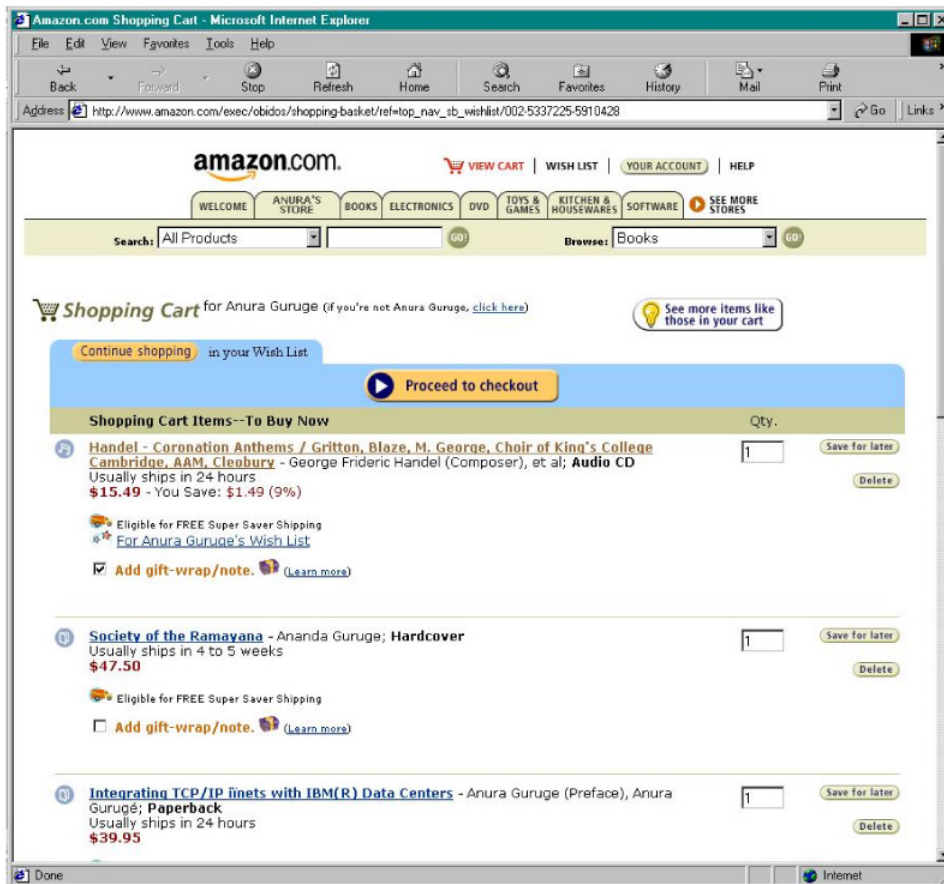 Amazon.com Shopping Cart - Microsoft Internet Explorer
File Edit View Favorites Tools Help
Back Forward Stop Refresh Home Search Favorites History Mail Print
Address http://www.amazon.com/exec/obidos/shopping-basket/ref=top_nav_sb_wishlist/002-5337225-5910428 Go Links
amazon.com. VIEW CART | WISH LIST | YOUR ACCOUNT | HELP
WELCOME ANURA'S STORE BOOKS ELECTRONICS DVD TOYS & GAMES KITCHEN & HOUSEWARES SOFTWARE SEE MORE STORES
Search: All Products GO! Browse: Books GO!
Shopping Cart for Anura Guruge (if you're not Anura Guruge, click here) See more items like those in your cart
Continue shopping in your Wish List
Proceed to checkout
Shopping Cart Items--To Buy Now Qty.
Handel - Coronation Anthems / Gritton, Blaze, M. George, Choir of King's College 1 Save for later
Cambridge, AAM, Cleobury - George Frideric Handel (Composer), et al; Audio CD
Usually ships in 24 hours Delete
$15.49 - You Save: $1.49 (9%)
Eligible for FREE Super Saver Shipping
For Anura Guruge's Wish List
Add gift-wrap/note. (Learn more)
Society of the Ramayana - Ananda Guruge; Hardcover 1 Save for later
Usually ships in 4 to 5 weeks
$47.50 Delete
Eligible for FREE Super Saver Shipping
Add gift-wrap/note. (Learn more)
Integrating TCP/IP iïnets with IBM(R) Data Centers - Anura Guruge (Preface), Anura 1 Save for later
Gurugé; Paperback
Usually ships in 24 hours Delete
$39.95
Done Internet